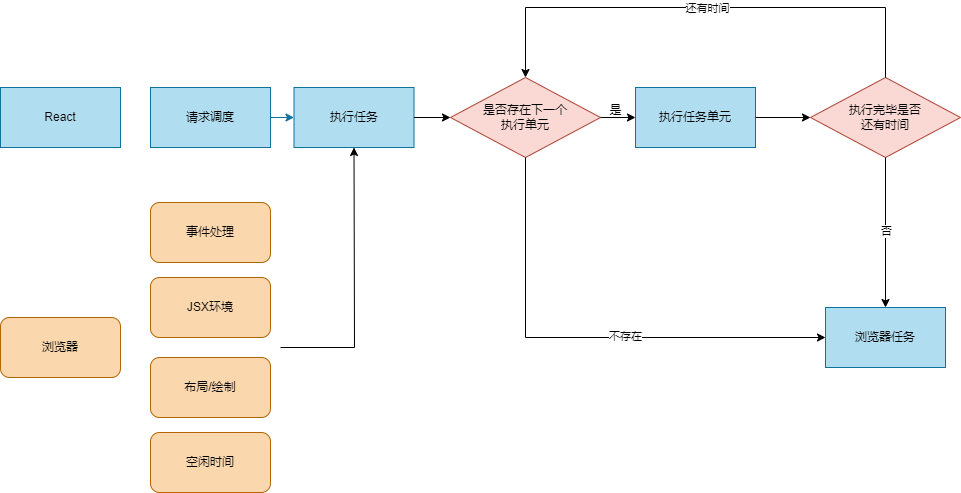 还有时间
React
请求调度
执行任务
是否存在下一个
执行单元
是
执行任务单元
执行完毕是否
还有时间
事件处理
否
JSX环境
浏览器
不存在
浏览器任务
布局/绘制
空闲时间